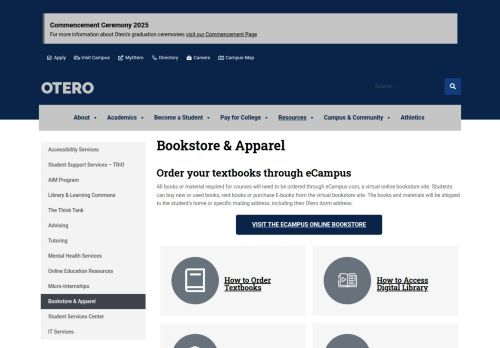 Commencement Ceremony 2025
For more information about Otero's graduation ceremonies visit our Commencement Page
Apply Visit Campus MyOtero Directory Careers Campus Map
OTERO
Search
About Academics Become a Student Pay for College Resources Campus & Community Athletics
Accessibility Services
Student Support Services – TRiO
AIM Program
Library & Learning Commons
The Think Tank
Advising
Tutoring
Mental Health Services
Online Education Resources
Micro-Internships
Bookstore & Apparel
Student Services Center
IT Services
Bookstore & Apparel
Order your textbooks through eCampus
All books or material required for courses will need to be ordered through eCampus.com, a virtual online bookstore site. Students
can buy new or used books, rent books or purchase E-books from the virtual bookstore site. The books and materials will be shipped
to the student's home or specific mailing address, including their Otero dorm address.
VISIT THE ECAMPUS ONLINE BOOKSTORE
How to Order
Textbooks
How to Access
Digital Library